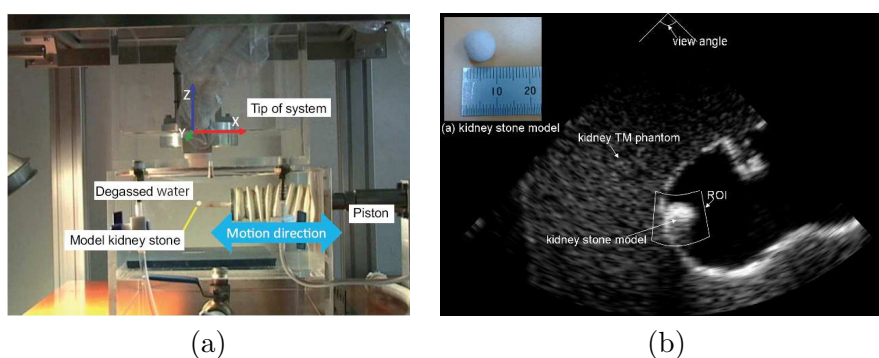 Z
X
Y
Tip of system
Degassed water
Piston
Motion direction
Model kidney stone
(a)
view angle
10 20
(a) kidney stone model
kidney TM phantom
ROI
kidney stone model
(b)